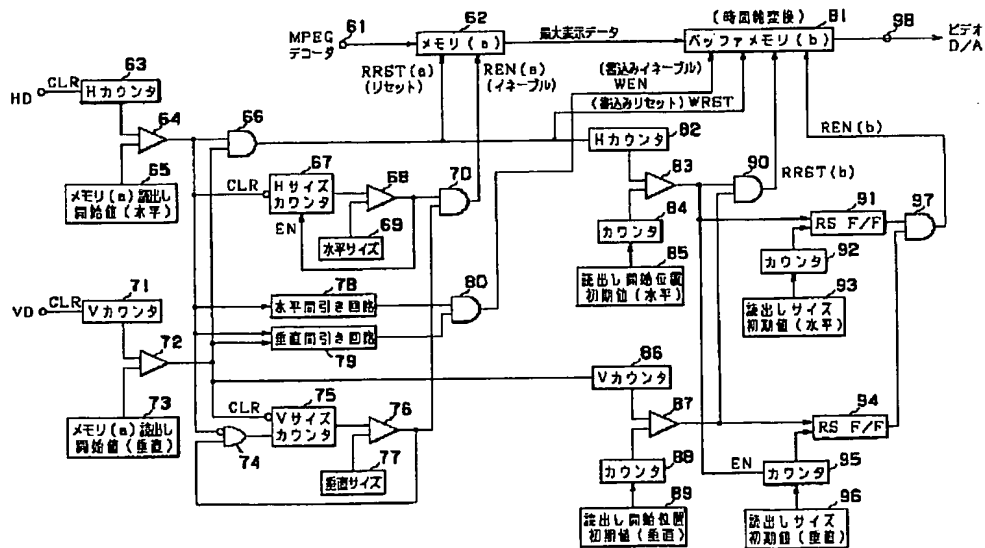 (時間軸変換)
61
62
81
98
MPEG
デコーダ
メモリ(a)
最大表示データ
バッファメモリ(b)
ビデオ
D/A
63
CLR
HD
Hカウンタ
RRST(a)
(リセット)
REN(a)
(イネーブル)
(書込みイネーブル)
WEN
(書込みリセット) WRST
REN(b)
64
66
82
Hカウンタ
65
メモリ(a)読出し
開始値(水平)
67
CLR
Hサイズ
カウンタ
EN
68
69
水平サイズ
70
83
84
カウンタ
85
読出し開始位置
初期値(水平)
90
RRST(b)
91
RS F/F
97
92
カウンタ
93
読出しサイズ
初期値(水平)
71
CLR
VD
Vカウンタ
78
水平間引き回路
80
垂直間引き回路
79
72
73
メモリ(a)読出し
開始値(垂直)
75
CLR
Vサイズ
カウンタ
74
76
77
垂直サイズ
86
Vカウンタ
87
88
カウンタ
89
読出し開始位置
初期値(垂直)
94
RS F/F
EN
95
カウンタ
96
読出しサイズ
初期値(垂直)